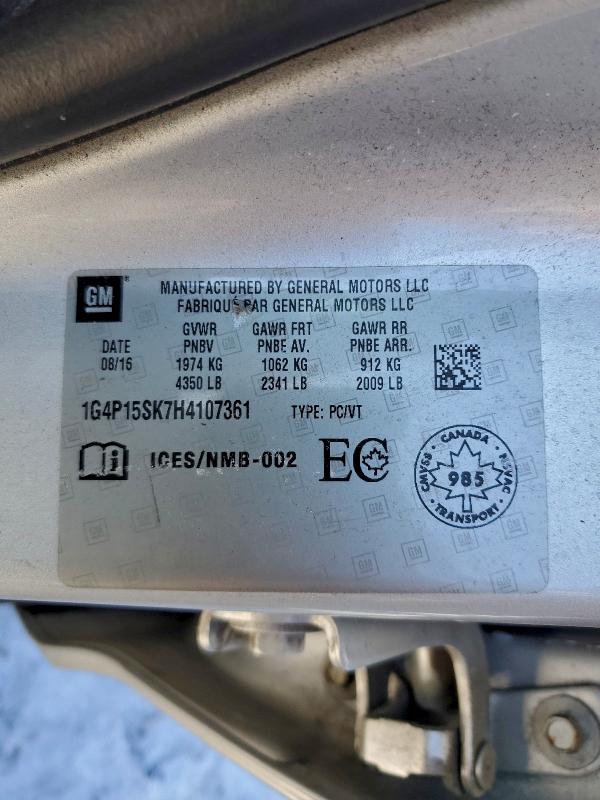 GM ® MANUFACTURED BY GENERAL MOTORS LLC
FABRIQUÉ PAR GENERAL MOTORS LLC
GVWR GAWR FRT GAWR RR
DATE PNBV PNBE AV. PNBE ARR.
08/16 1974 KG 1062 KG 912 KG
4350 LB 2341 LB 2009 LB
1G4P15SK7H4107361 TYPE: PC/VT
i ICES/NMB-002 EC
CANADA
CMVSS 985 NSVAC
TRANSPORT